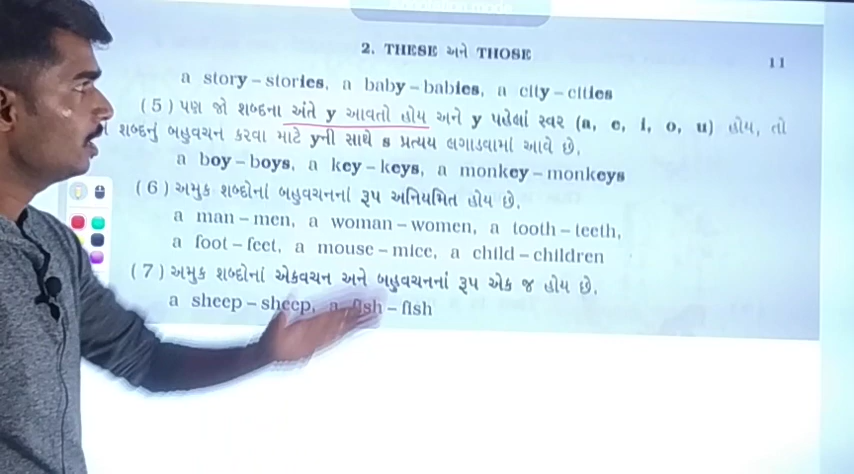 2. THESE અને THOSE 11
a story – stories, a baby – babies, a city – cities
(5) પણ જો શબ્દના અંતે y આવતો હોય અને y પહેલાં સ્વર (a, e, i, o, u) હોય, તો
શબ્દનું બહુવચન કરવા માટે yની સાથે s પ્રત્યય લગાડવામાં આવે છે.
a boy – boys, a key – keys, a monkey – monkeys
(6) અમુક શબ્દોનાં બહુવચનનાં રૂપ અનિયમિત હોય છે.
a man – men, a woman – women, a tooth – teeth,
a foot – feet, a mouse – mice, a child – children
(7) અમુક શબ્દોનાં એકવચન અને બહુવચનનાં રૂપ એક જ હોય છે.
a sheep – sheep, a fish – fish